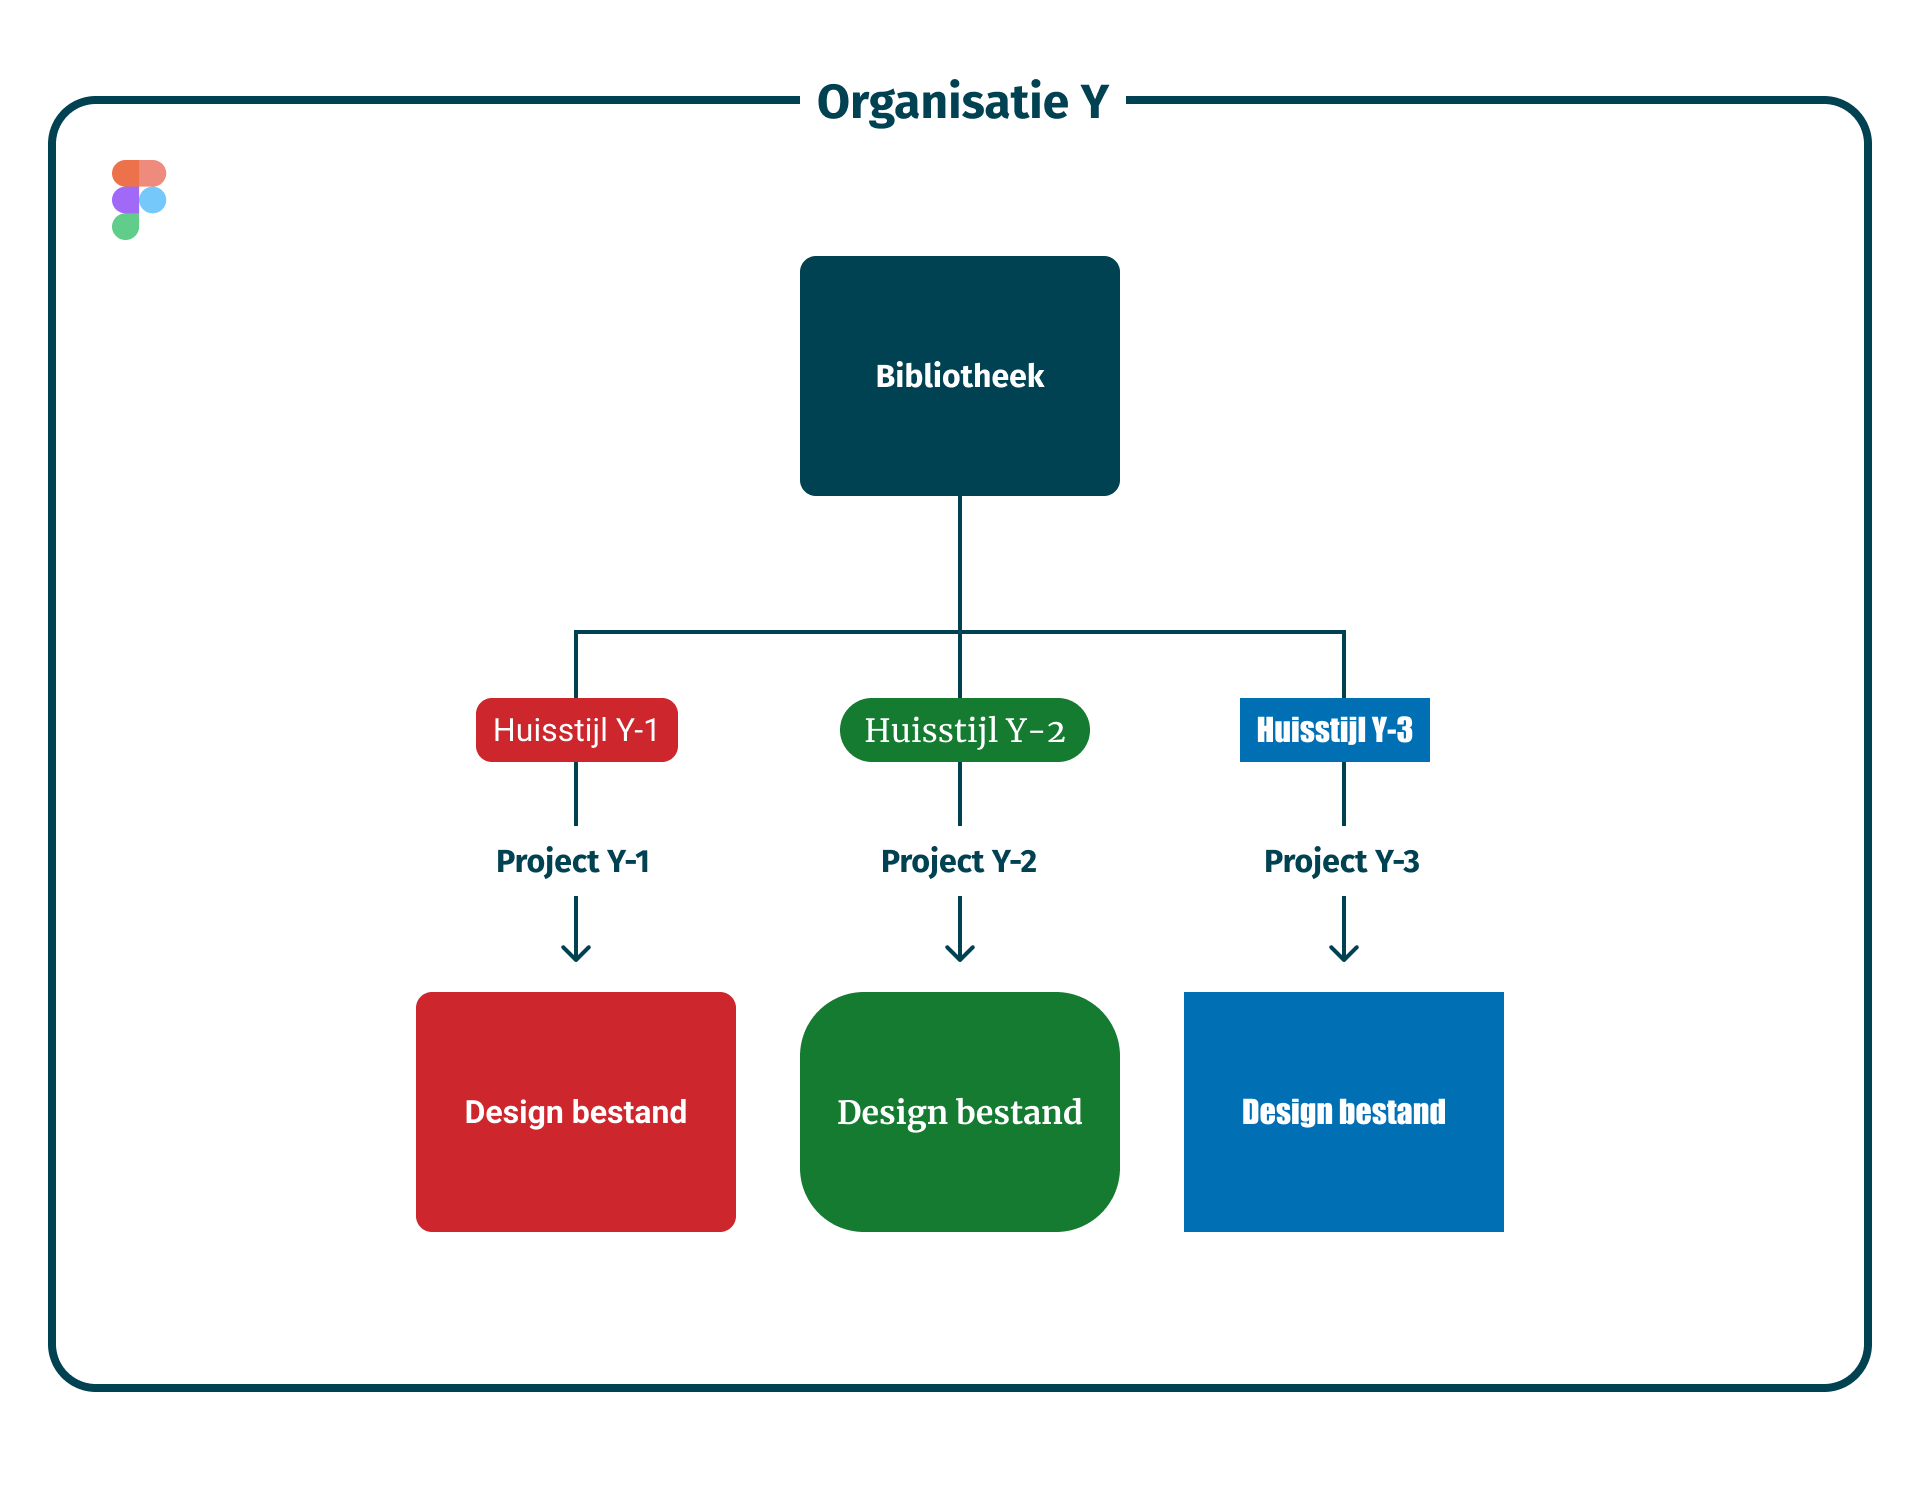 Organisatie Y
Bibliotheek
Huisstijl Y-1
Huisstijl Y-2
Huisstijl Y-3
Project Y-1
Project Y-2
Project Y-3
Design bestand
Design bestand
Design bestand